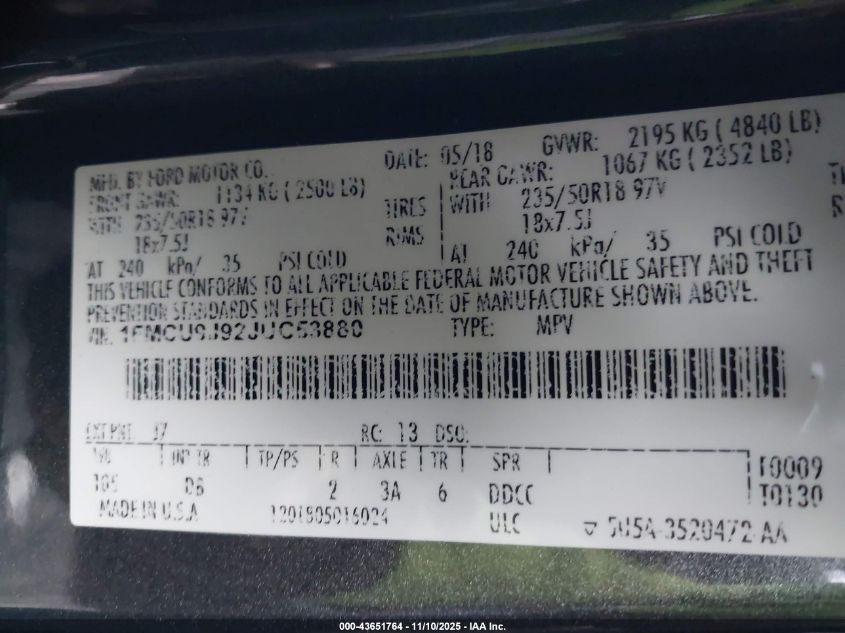 MFD. BY FORD MOTOR CO. DATE: 05/18 GVWR: 2195 KG ( 4840 LB)
FRONT GAWR: 1134 KG ( 2500 LB) REAR GAWR: 1067 KG ( 2352 LB)
WITH 235/50R18 97V TIRES WITH 235/50R18 97V TI
18x7.5J RIMS 18x7.5J R
AT 240 kPa/ 35 PSI COLD AT 240 kPa/ 35 PSI COLD
THIS VEHICLE CONFORMS TO ALL APPLICABLE FEDERAL MOTOR VEHICLE SAFETY AND THEFT
PREVENTION STANDARDS IN EFFECT ON THE DATE OF MANUFACTURE SHOWN ABOVE.
VIN: 1FMCU9J92JUC53880 TYPE: MPV
EXT PNT: J7 RC: 13 DSO:
WB INT TR TP/PS R AXLE TR SPR
105 DB 2 3A 6 DDCC
T0009
T0130
MADE IN U.S.A ULC 5U5A-3520472-AA
000-43651764 — 11/10/2025 — IAA Inc.